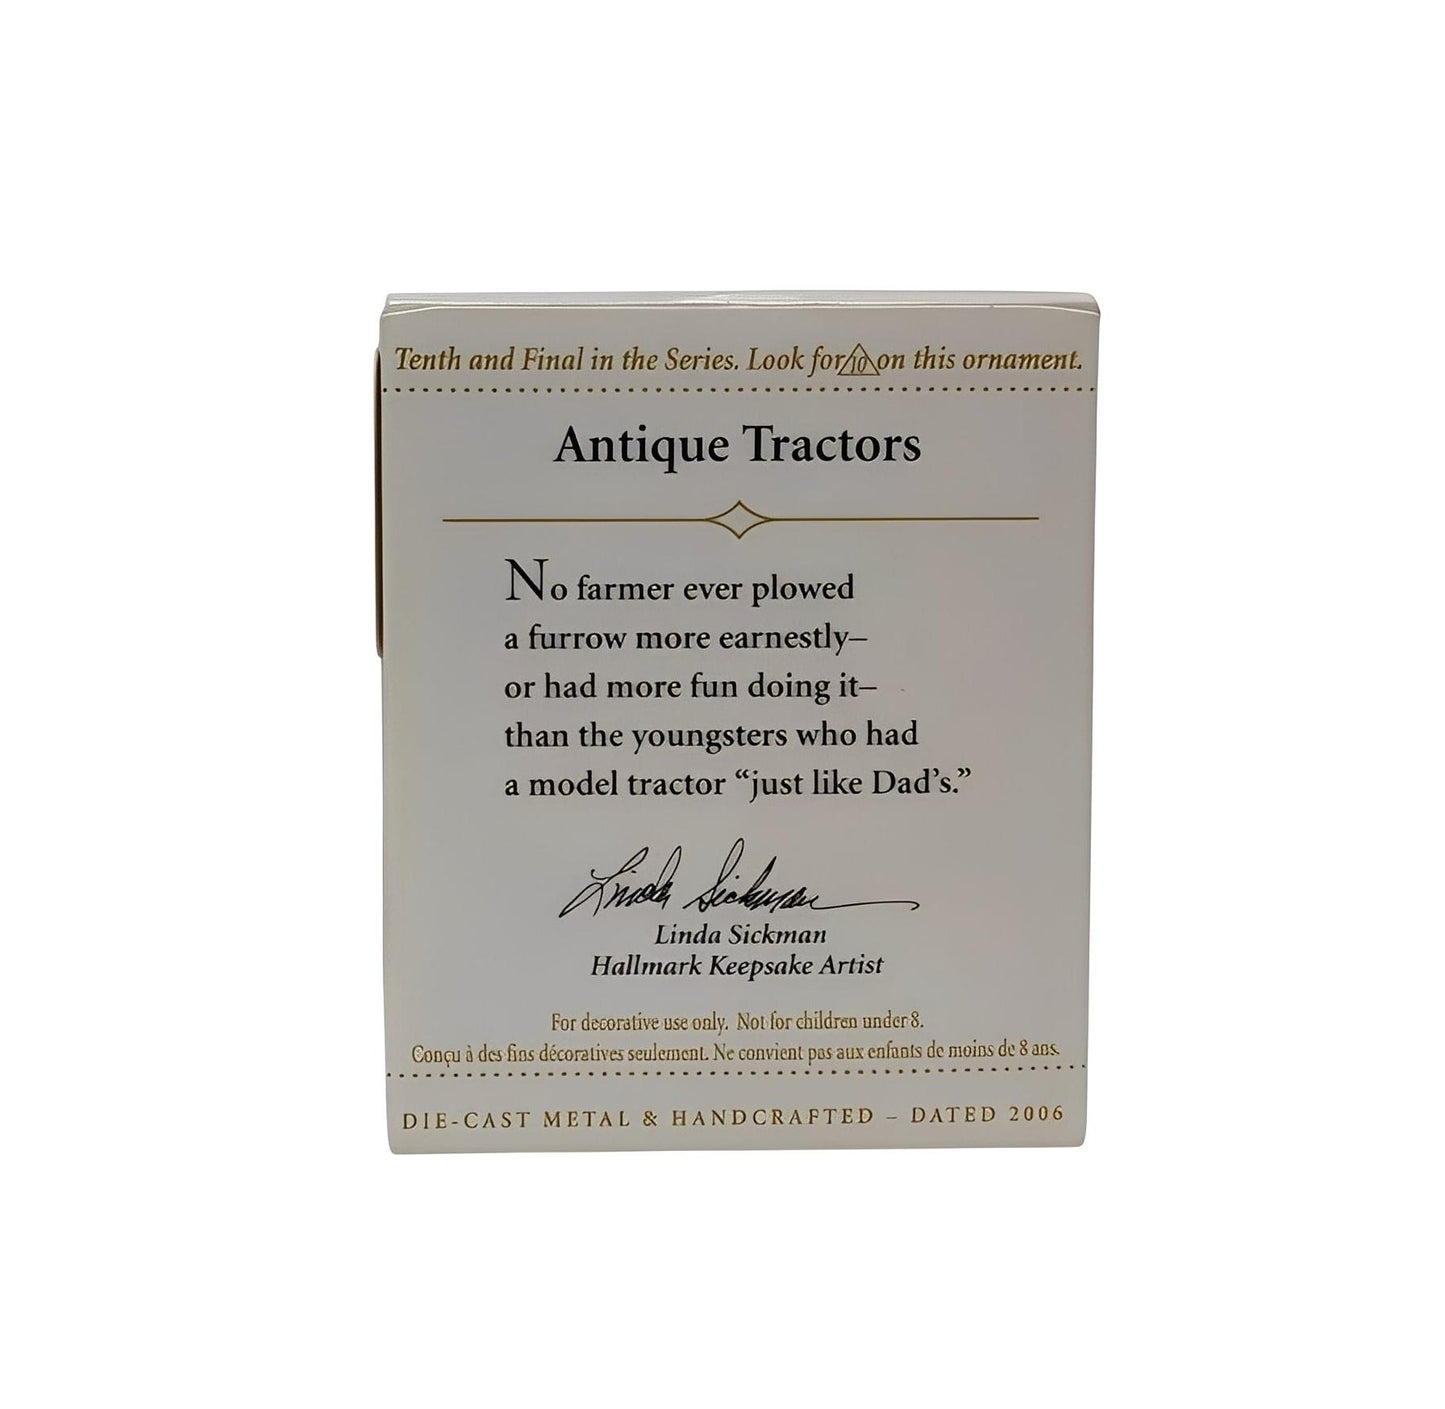 Tenth and Final in the Series. Look for 10 on this ornament.
Antique Tractors
No farmer ever plowed
a furrow more earnestly–
or had more fun doing it–
than the youngsters who had
a model tractor “just like Dad’s.”
Linda Sickman
Linda Sickman
Hallmark Keepsake Artist
For decorative use only. Not for children under 8.
Conçu à des fins décoratives seulement. Ne convient pas aux enfants de moins de 8 ans.
DIE-CAST METAL & HANDCRAFTED – DATED 2006